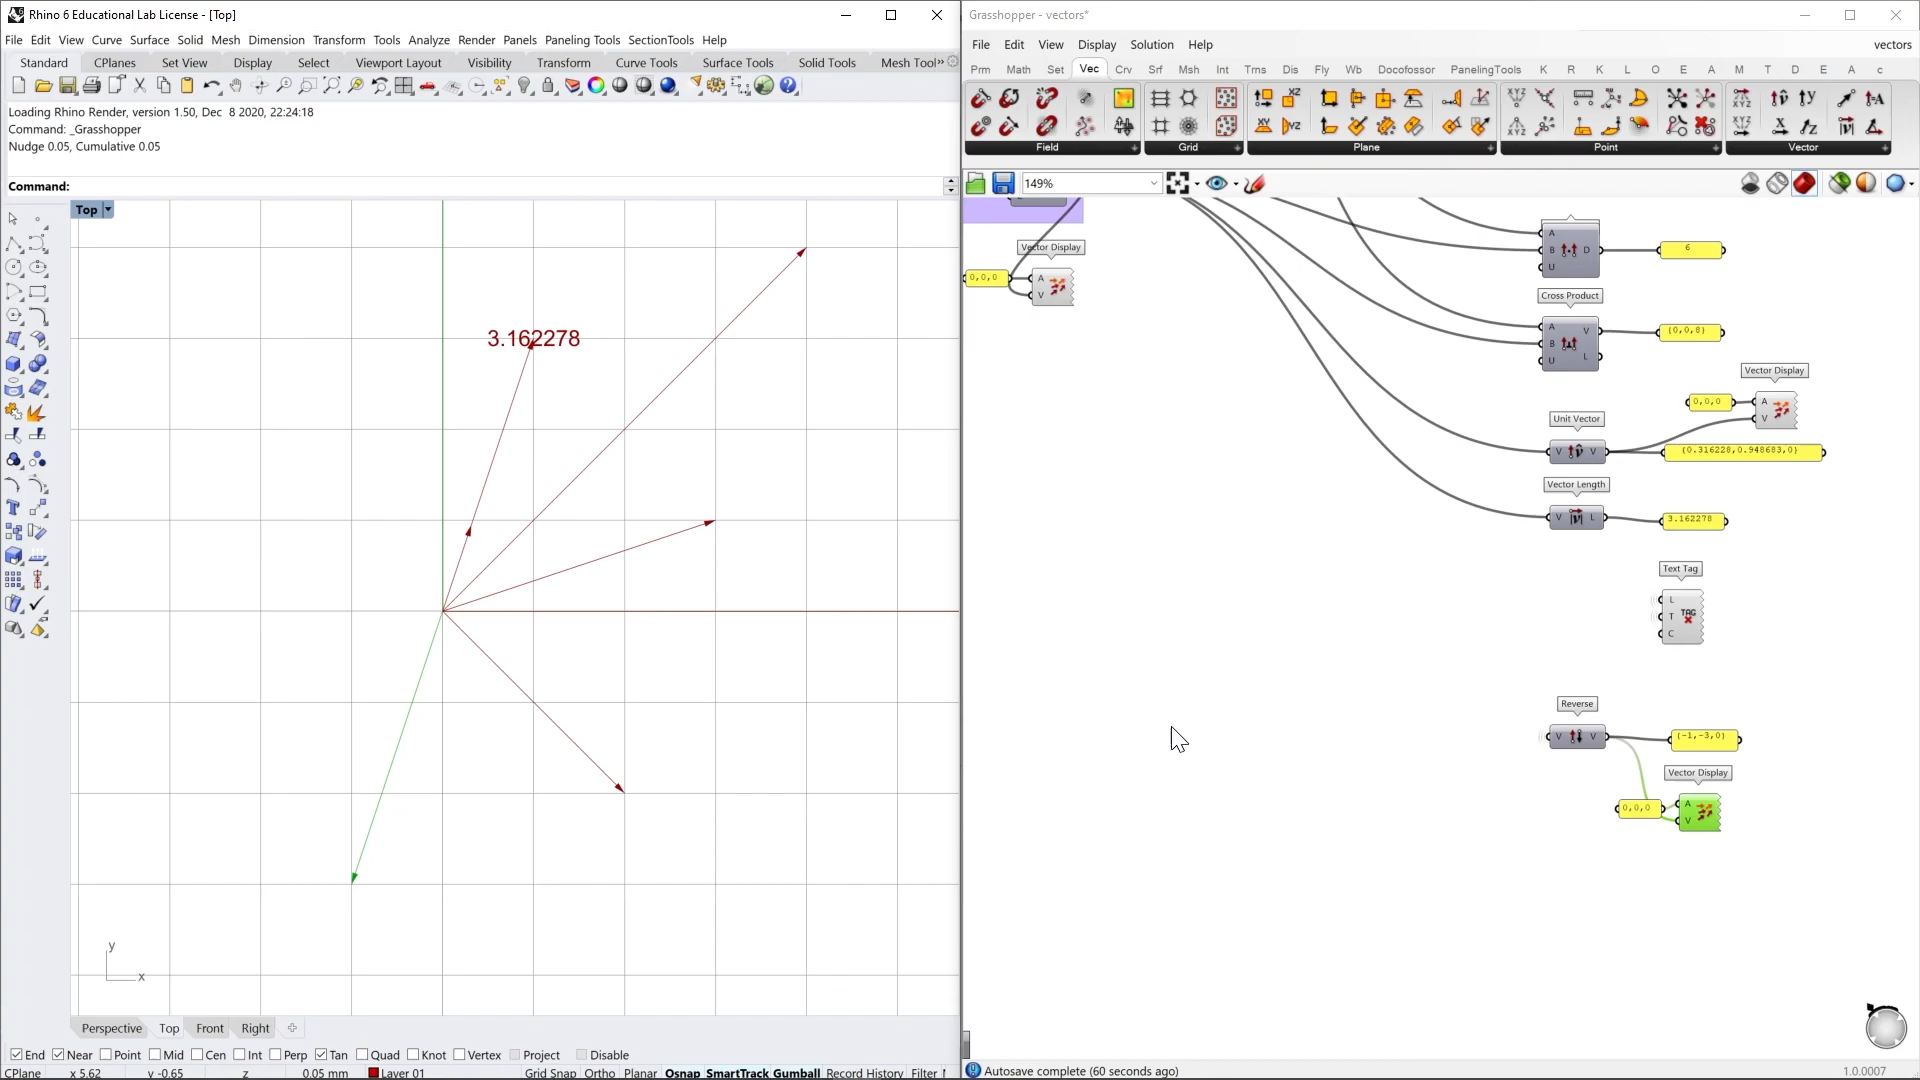 Rhino 6 Educational Lab License - [Top]
File Edit View Curve Surface Solid Mesh Dimension Transform Tools Analyze Render Panels Paneling Tools SectionTools Help
Standard CPlanes Set View Display Select Viewport Layout Visibility Transform Curve Tools Surface Tools Solid Tools Mesh Tool»
Loading Rhino Render, version 1.50, Dec 8 2020, 22:24:18
Command: _Grasshopper
Nudge 0.05, Cumulative 0.05
Command:
Top
3.162278
y
x
Perspective Top Front Right
End Near Point Mid Cen Int Perp Tan Quad Knot Vertex Project Disable
CPlane x 5.62 y -0.65 z 0.05 mm Layer 01 Grid Snap Ortho Planar Osnap SmartTrack Gumball Record History Filter
Grasshopper - vectors*
File Edit View Display Solution Help vectors
Prm Math Set Vec Crv Srf Msh Int Trns Dis Fly Wb Docofossor PanelingTools K R K L O E A M T D E A c
Field Grid Plane Point Vector
149%
A
B D
U
6
Vector Display
0,0,0
A
V
Cross Product
A V
B
U L
{0,0,8}
Vector Display
0,0,0
A
V
Unit Vector
V V
{0.316228,0.948683,0}
Vector Length
V L
3.162278
Text Tag
L
T TAG
C
Reverse
V V
{-1,-3,0}
Vector Display
0,0,0
A
V
Autosave complete (60 seconds ago)
1.0.0007